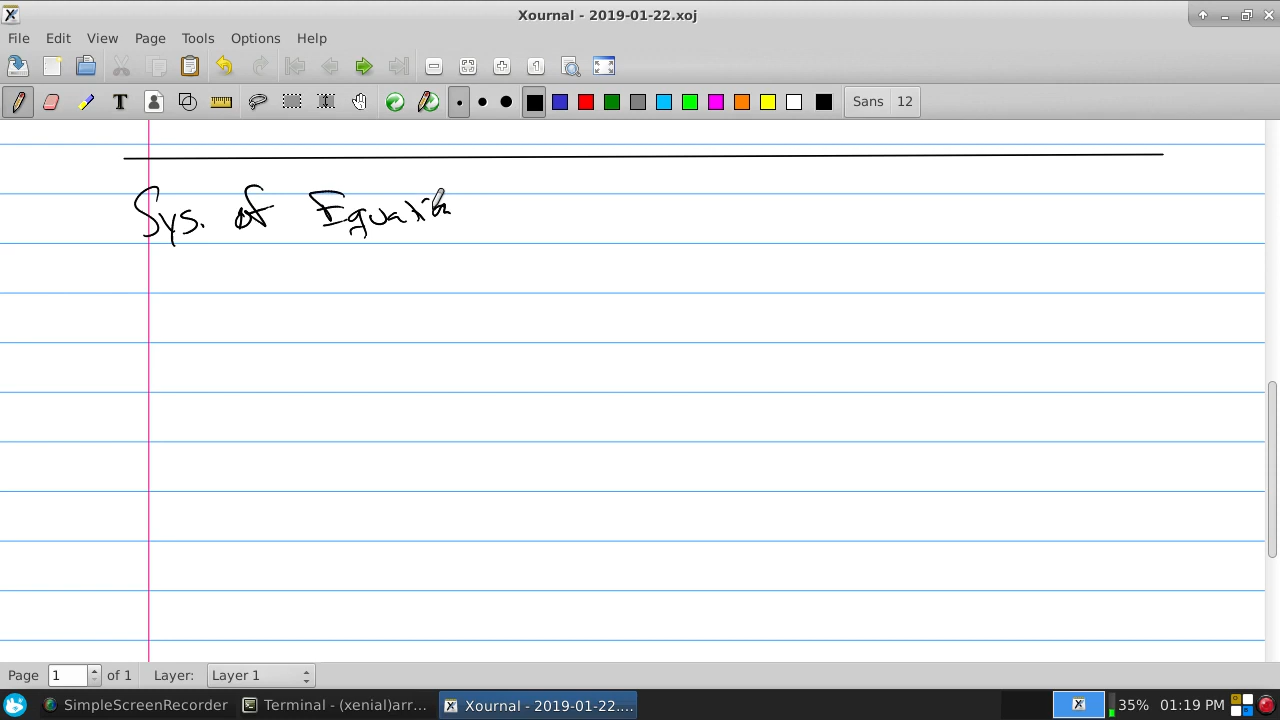 Xournal - 2019-01-22.xoj
File Edit View Page Tools Options Help
Sans 12
Sys. of Equatio
Page 1 of 1 Layer: Layer 1
SimpleScreenRecorder Terminal - (xenial)arr... Xournal - 2019-01-22.... 35% 01:19 PM